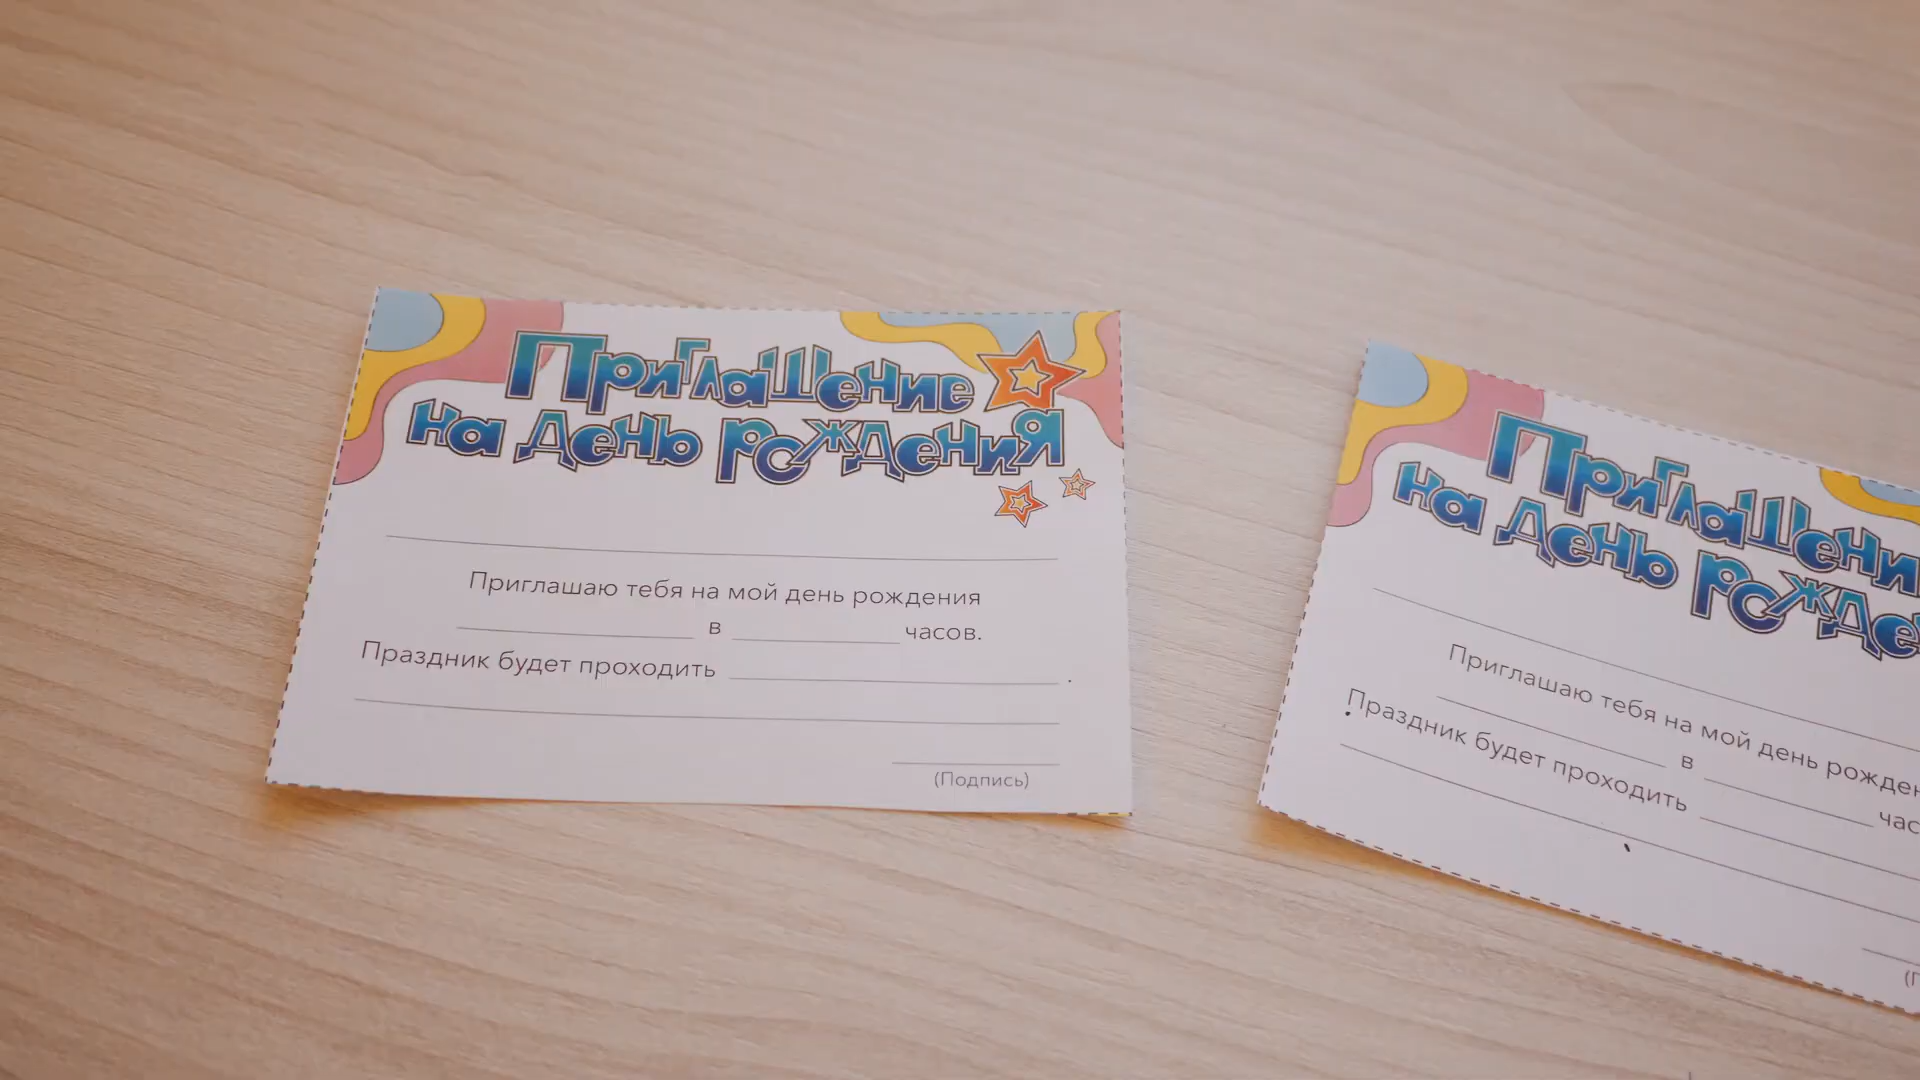 Приглашение
на день рождения
Приглашаю тебя на мой день рождения
в часов.
Праздник будет проходить .
(Подпись)
Приглашени
на день рожде
Приглашаю тебя на мой день рожден
в час
Праздник будет проходить
(П